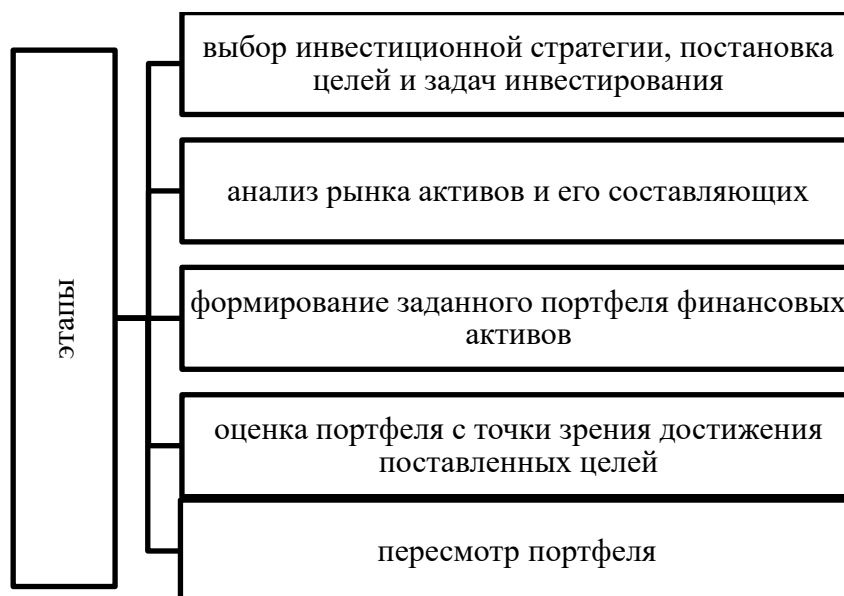 этапы
выбор инвестиционной стратегии, постановка
целей и задач инвестирования
анализ рынка активов и его составляющих
формирование заданного портфеля финансовых
активов
оценка портфеля с точки зрения достижения
поставленных целей
пересмотр портфеля